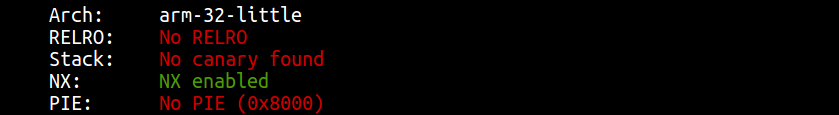 Arch: arm-32-little
RELRO: No RELRO
Stack: No canary found
NX: NX enabled
PIE: No PIE (0x8000)